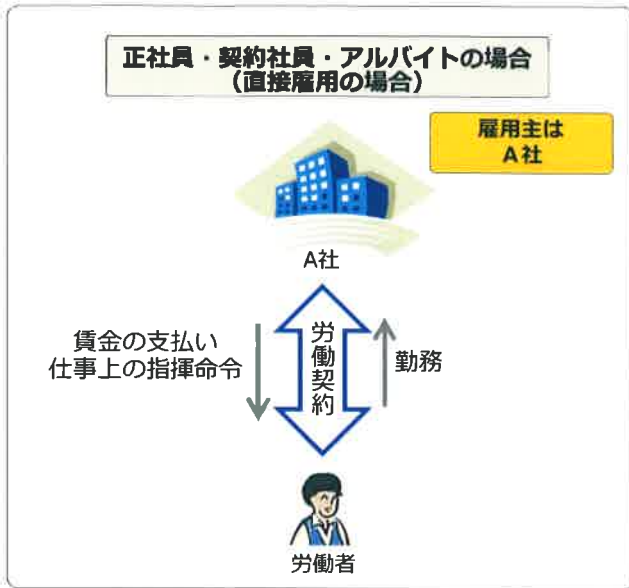 正社員・契約社員・アルバイトの場合
（直接雇用の場合）
雇用主は
A社
A社
賃金の支払い
仕事上の指揮命令
労働契約
勤務
労働者